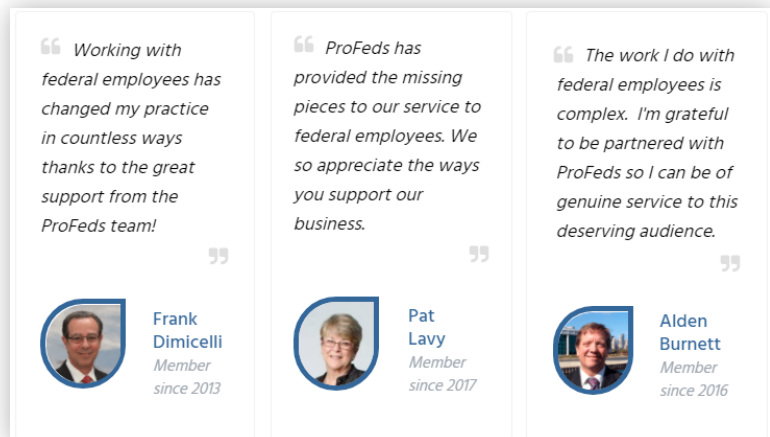 ❝ Working with
federal employees has
changed my practice
in countless ways
thanks to the great
support from the
ProFeds team!
❞
Frank
Dimicelli
Member
since 2013
❝ ProFeds has
provided the missing
pieces to our service to
federal employees. We
so appreciate the ways
you support our
business.
❞
Pat
Lavy
Member
since 2017
❝ The work I do with
federal employees is
complex. I'm grateful
to be partnered with
ProFeds so I can be of
genuine service to this
deserving audience.
❞
Alden
Burnett
Member
since 2016